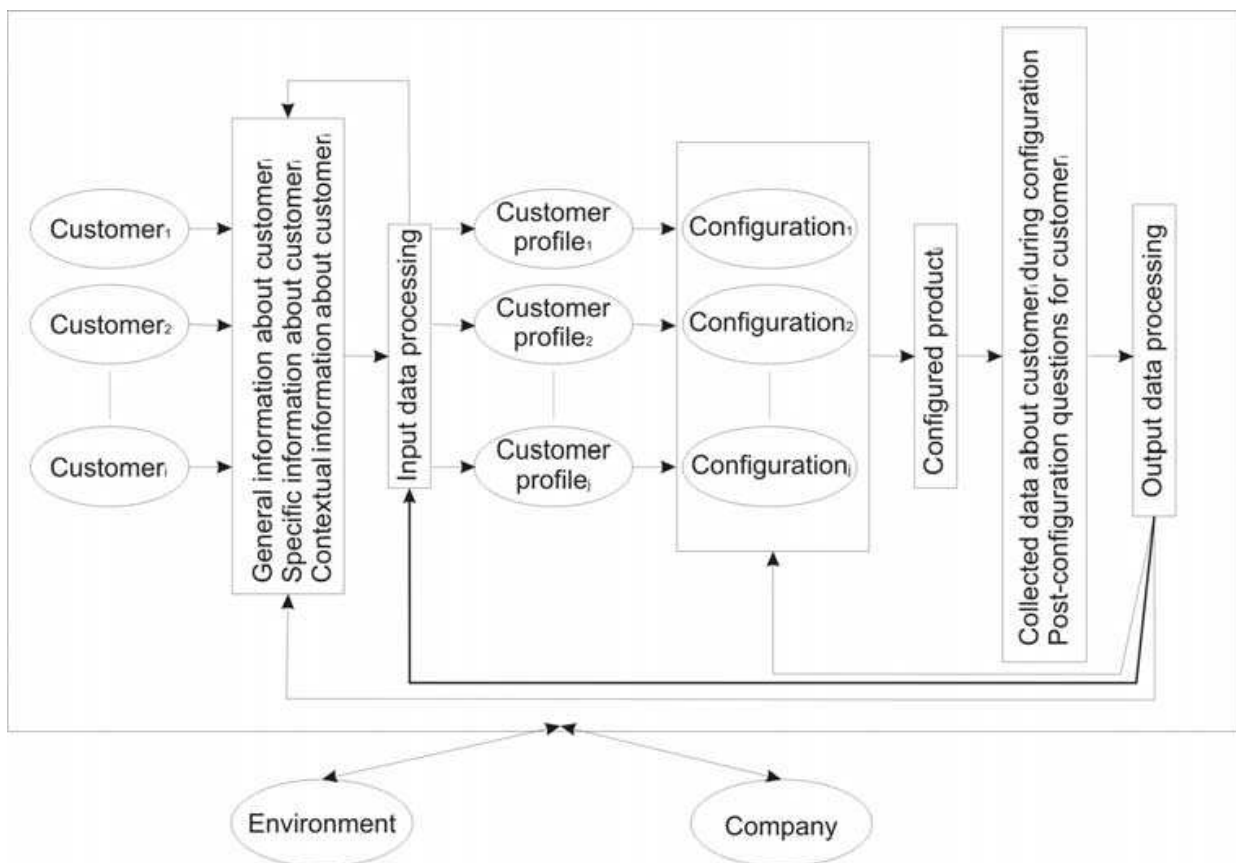 Customer₁
Customer₂
Customerᵢ
General information about customerᵢ
Specific information about customerᵢ
Contextual information about customerᵢ
Input data processing
Customer
profile₁
Customer
profile₂
Customer
profileⱼ
Configuration₁
Configuration₂
Configurationⱼ
Configured productᵢ
Collected data about customerᵢ during configuration
Post-configuration questions for customerᵢ
Output data processing
Environment
Company